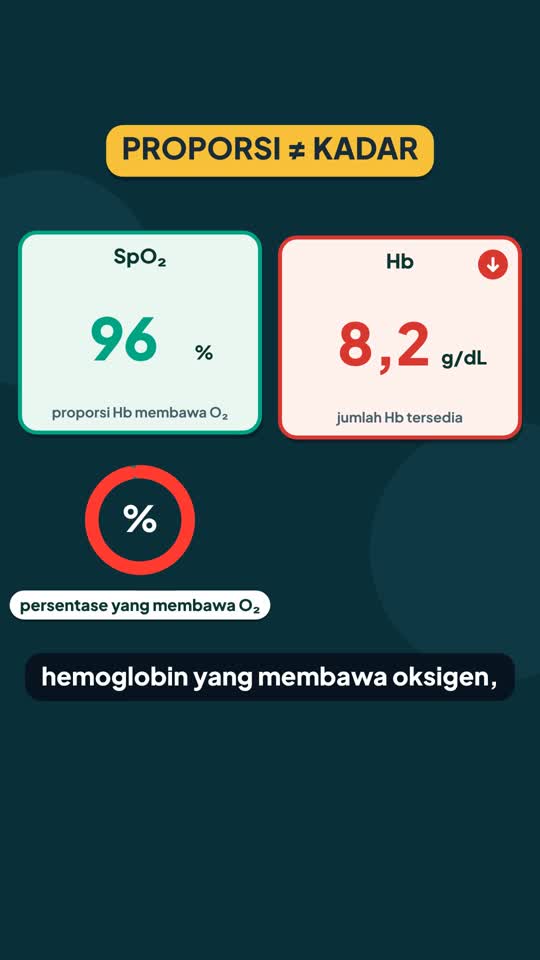 PROPORSI ≠ KADAR
SpO₂
96 %
proporsi Hb membawa O₂
Hb
8,2 g/dL
jumlah Hb tersedia
%
persentase yang membawa O₂
hemoglobin yang membawa oksigen,